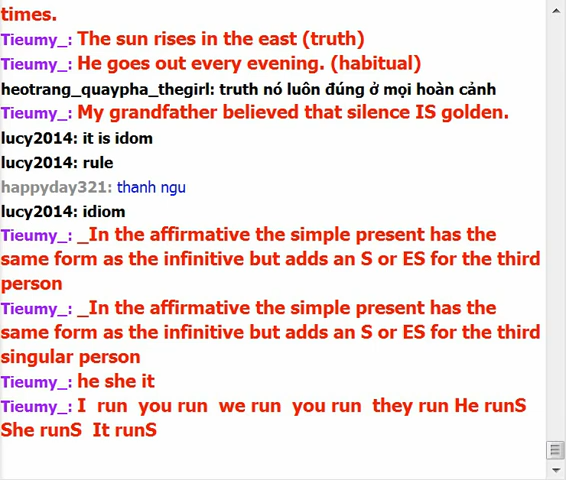 times.
Tieumy_: The sun rises in the east (truth)
Tieumy_: He goes out every evening. (habitual)
heotrang_quaypha_thegirl: truth nó luôn đúng ở mọi hoàn cảnh
Tieumy_: My grandfather believed that silence IS golden.
lucy2014: it is idom
lucy2014: rule
happyday321: thanh ngu
lucy2014: idiom
Tieumy_: _In the affirmative the simple present has the
same form as the infinitive but adds an S or ES for the third
person
Tieumy_: _In the affirmative the simple present has the
same form as the infinitive but adds an S or ES for the third
singular person
Tieumy_: he she it
Tieumy_: I  run  you run  we run  you run  they run He runS
She runS  It runS